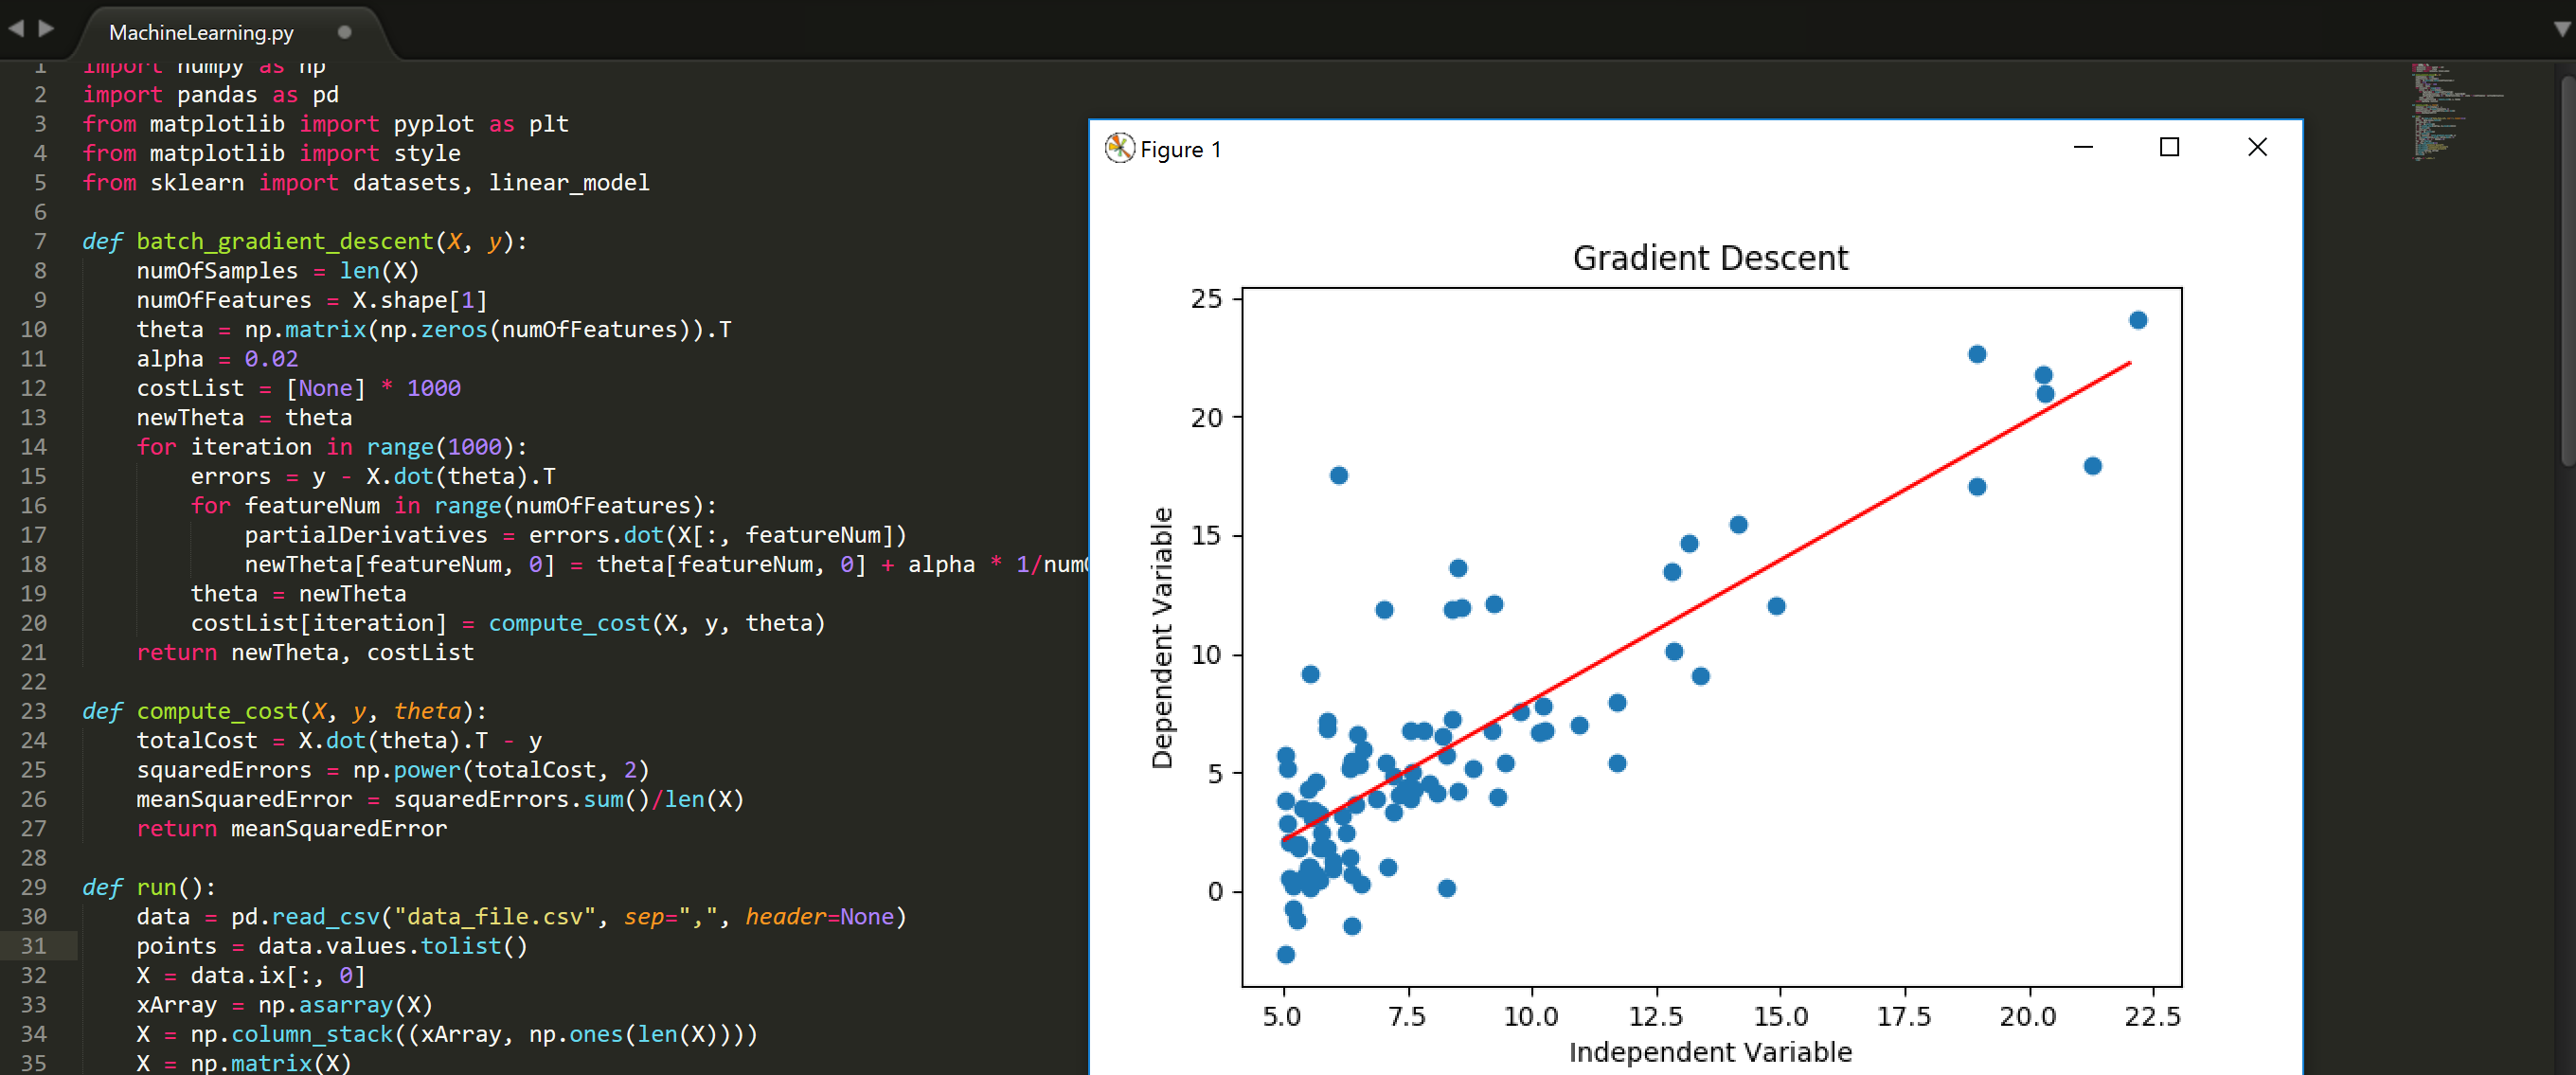 MachineLearning.py
1 import numpy as np
2 import pandas as pd
3 from matplotlib import pyplot as plt
4 from matplotlib import style
5 from sklearn import datasets, linear_model
6
7 def batch_gradient_descent(X, y):
8 numOfSamples = len(X)
9 numOfFeatures = X.shape[1]
10 theta = np.matrix(np.zeros(numOfFeatures)).T
11 alpha = 0.02
12 costList = [None] * 1000
13 newTheta = theta
14 for iteration in range(1000):
15 errors = y - X.dot(theta).T
16 for featureNum in range(numOfFeatures):
17 partialDerivatives = errors.dot(X[:, featureNum])
18 newTheta[featureNum, 0] = theta[featureNum, 0] + alpha * 1/num
19 theta = newTheta
20 costList[iteration] = compute_cost(X, y, theta)
21 return newTheta, costList
22
23 def compute_cost(X, y, theta):
24 totalCost = X.dot(theta).T - y
25 squaredErrors = np.power(totalCost, 2)
26 meanSquaredError = squaredErrors.sum()/len(X)
27 return meanSquaredError
28
29 def run():
30 data = pd.read_csv("data_file.csv", sep=",", header=None)
31 points = data.values.tolist()
32 X = data.ix[:, 0]
33 xArray = np.asarray(X)
34 X = np.column_stack((xArray, np.ones(len(X))))
35 X = np.matrix(X)
Figure 1
Gradient Descent
25
20
15
10
5
0
Dependent Variable
5.0 7.5 10.0 12.5 15.0 17.5 20.0 22.5
Independent Variable